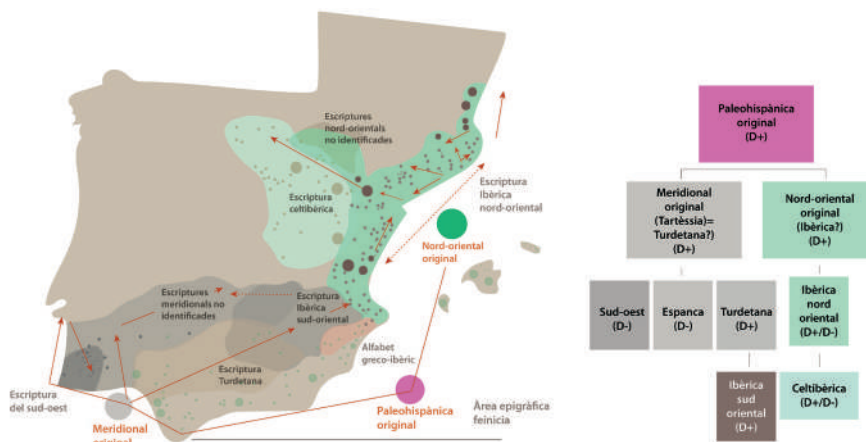 Escriptures
nord-orientals
no identificades
Escriptura
celtibèrica
Escriptura
Ibèrica
nord-oriental
Nord-oriental
original
Escriptures
meridionals no
identificades
Escriptura
Ibèrica
sud-oriental
Alfabet
greco-ibèric
Escriptura
Turdetana
Escriptura
del sud-oest
Meridional
original
Paleohispànica
original
Àrea epigràfica
feinicia
Paleohispànica
original
(D+)
Meridional
original
(Tartèssia)=
Turdetana?)
(D+)
Nord-oriental
original
(Ibèrica?)
(D+)
Sud-oest
(D-)
Espanca
(D-)
Turdetana
(D+)
Ibèrica
nord
oriental
(D+/D-)
Ibèrica
sud
oriental
(D+)
Celtibèrica
(D+/D-)